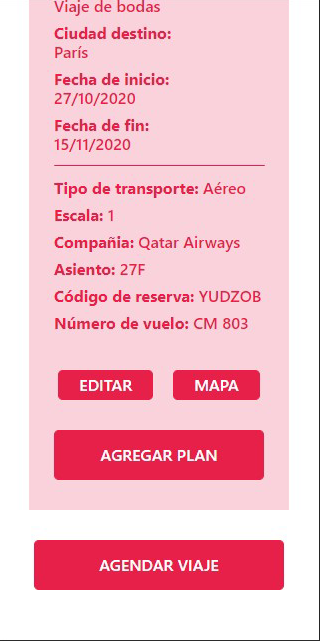 Viaje de bodas
Ciudad destino:
París
Fecha de inicio:
27/10/2020
Fecha de fin:
15/11/2020
Tipo de transporte: Aéreo
Escala: 1
Compañia: Qatar Airways
Asiento: 27F
Código de reserva: YUDZOB
Número de vuelo: CM 803
EDITAR MAPA
AGREGAR PLAN
AGENDAR VIAJE